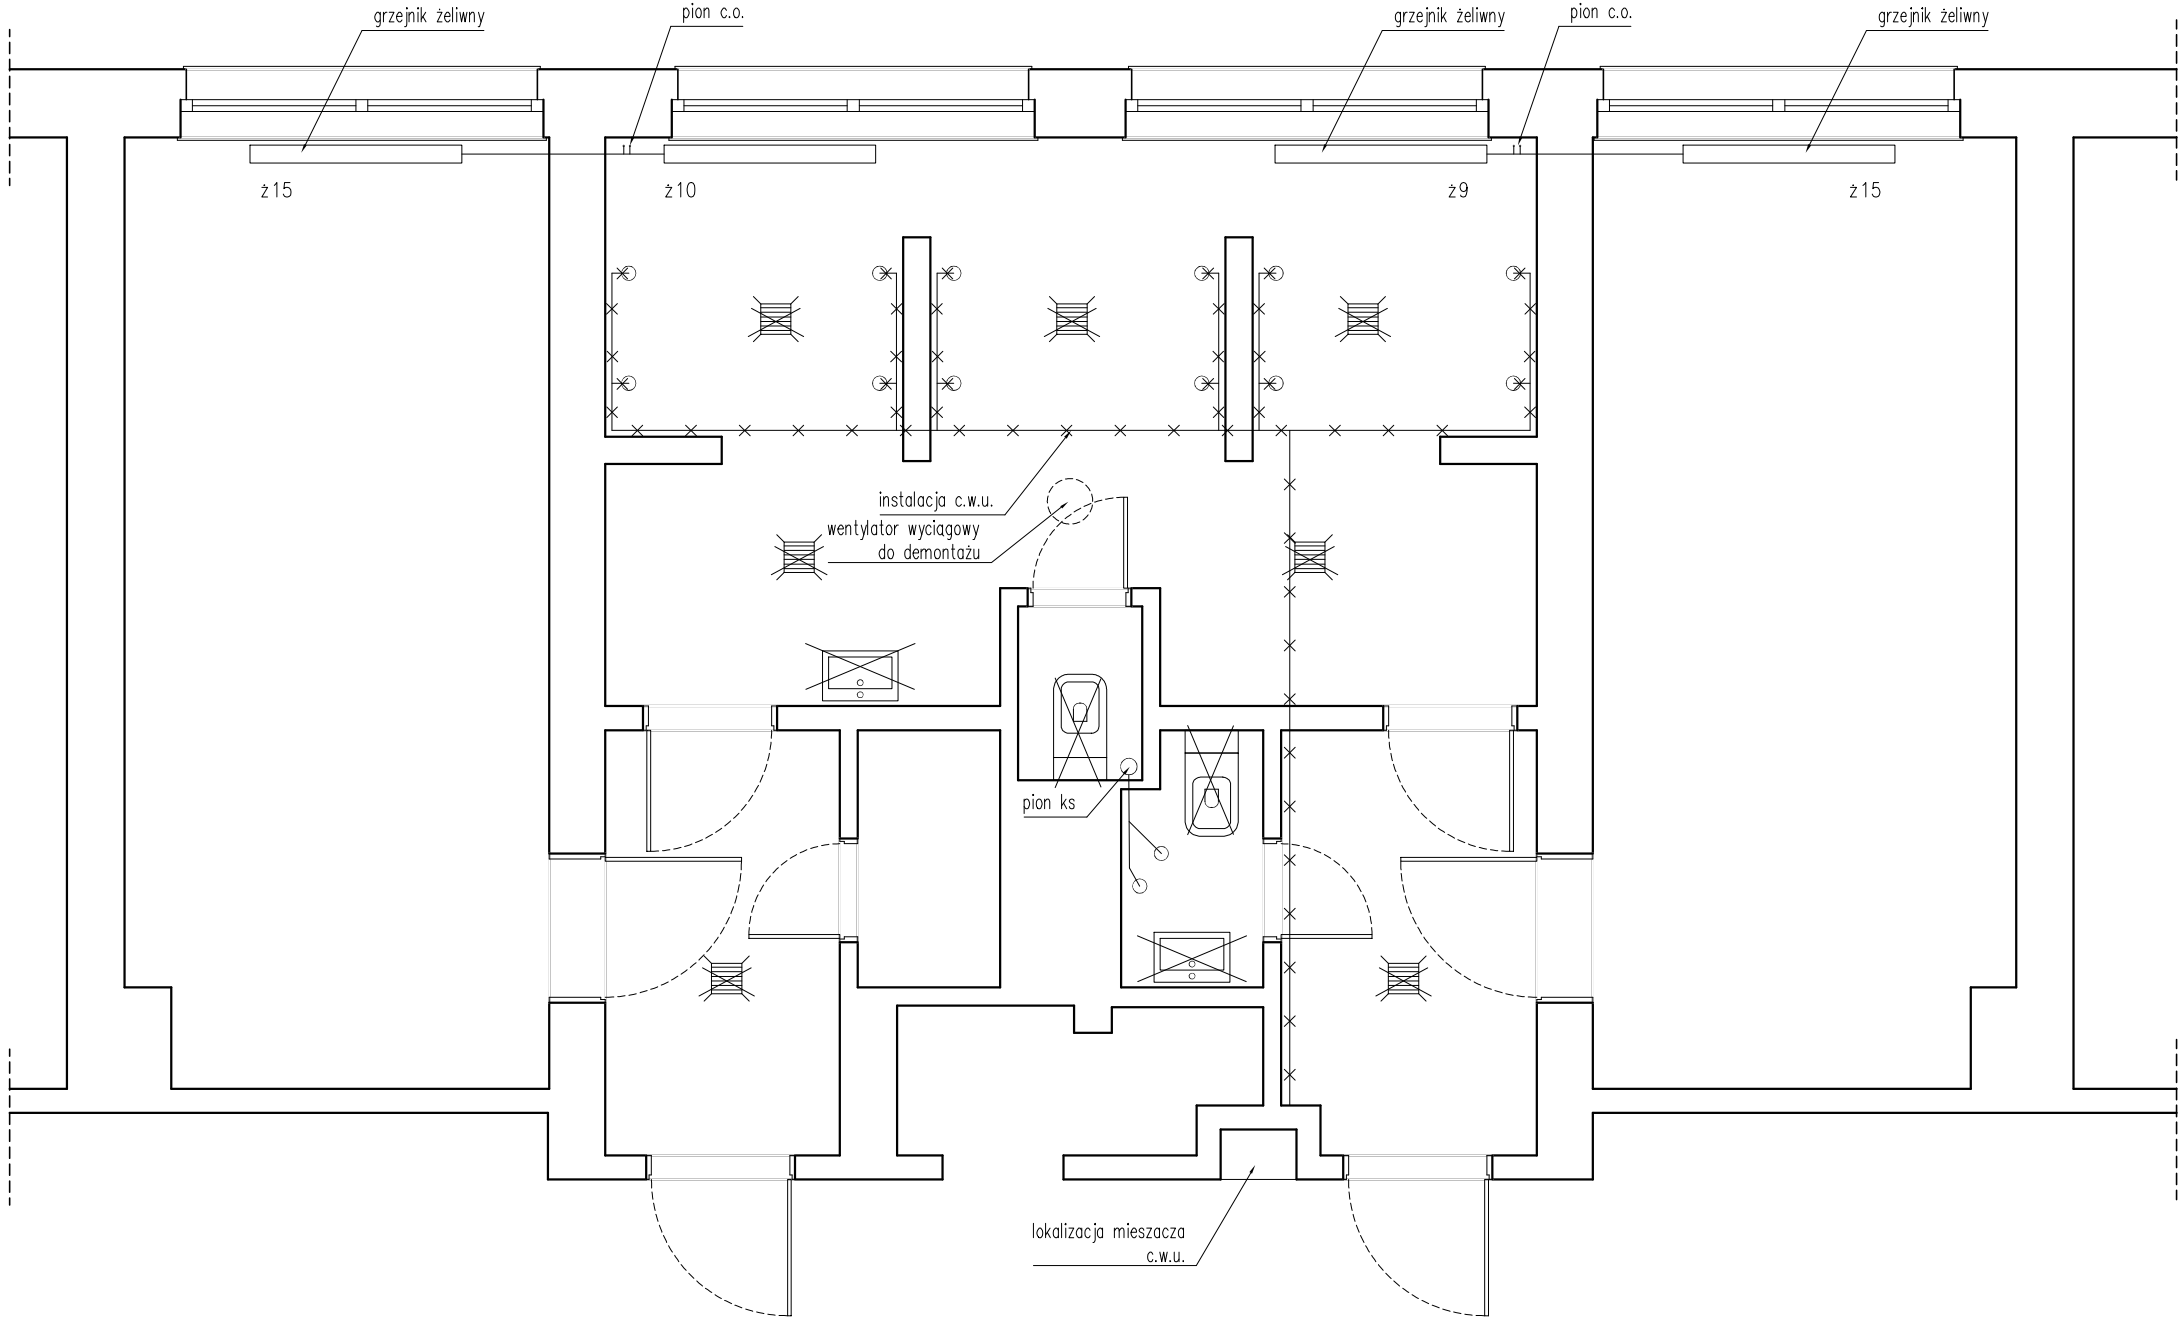 grzejnik żeliwny
pion c.o.
grzejnik żeliwny
pion c.o.
grzejnik żeliwny
ż15
ż10
ż9
ż15
instalacja c.w.u.
wentylator wyciągowy
do demontażu
pion ks
lokalizacja mieszacza
c.w.u.